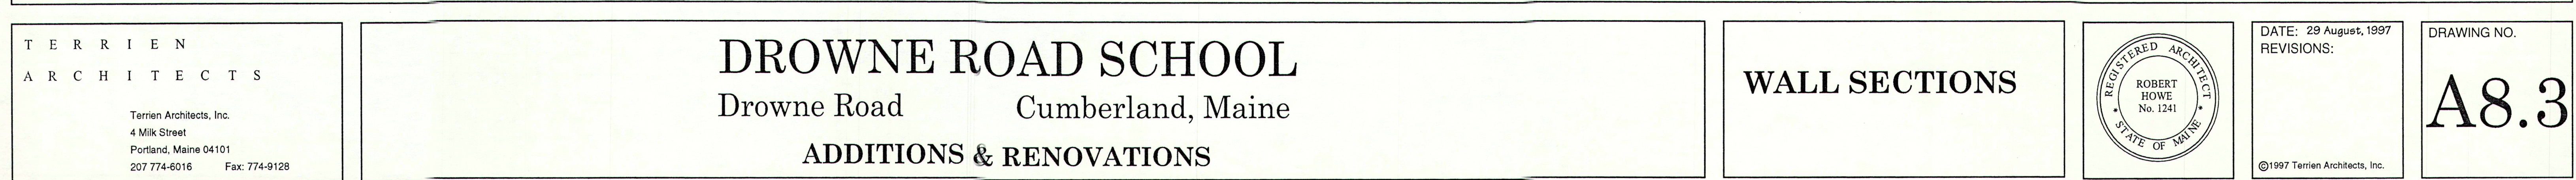 TERRIEN
ARCHITECTS
Terrien Architects, Inc.
4 Milk Street
Portland, Maine 04101
207 774-6016 Fax: 774-9128
DROWNE ROAD SCHOOL
Drowne Road Cumberland, Maine
ADDITIONS & RENOVATIONS
WALL SECTIONS
REGISTERED ARCHITECT
ROBERT
HOWE
No. 1241
* STATE OF MAINE *
DATE: 29 August, 1997
REVISIONS:
©1997 Terrien Architects, Inc.
DRAWING NO.
A8.3